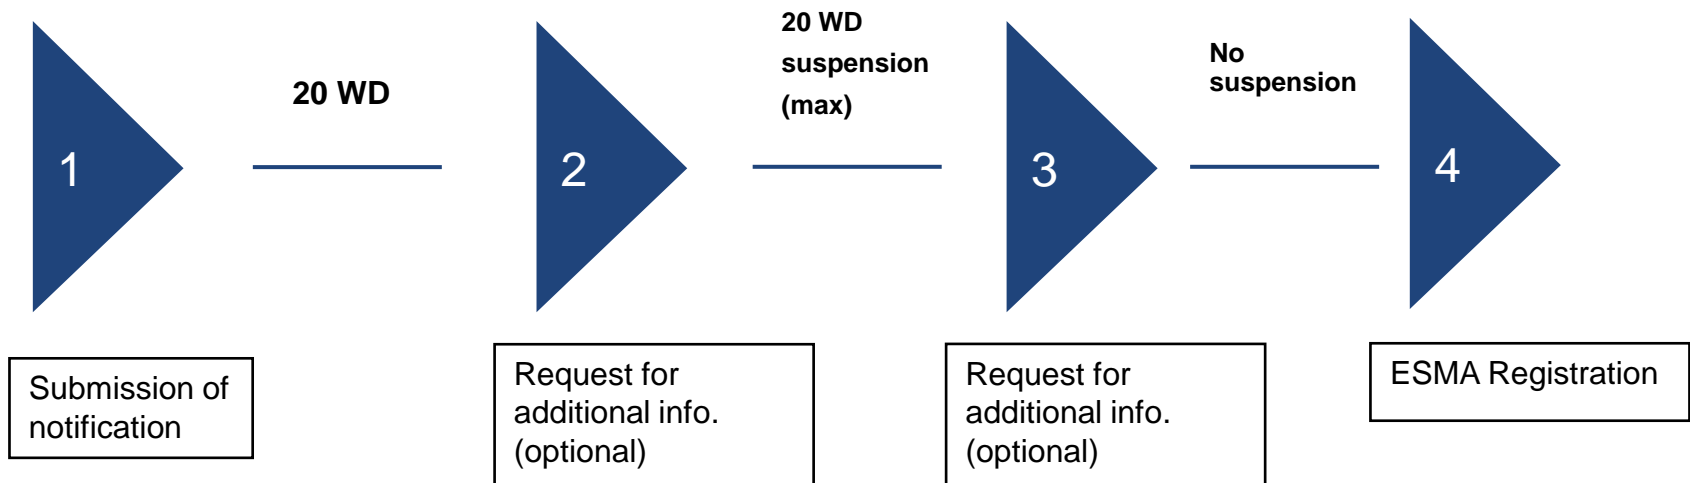 1
20 WD
2
20 WD
suspension
(max)
3
No
suspension
4
Submission of
notification
Request for
additional info.
(optional)
Request for
additional info.
(optional)
ESMA Registration